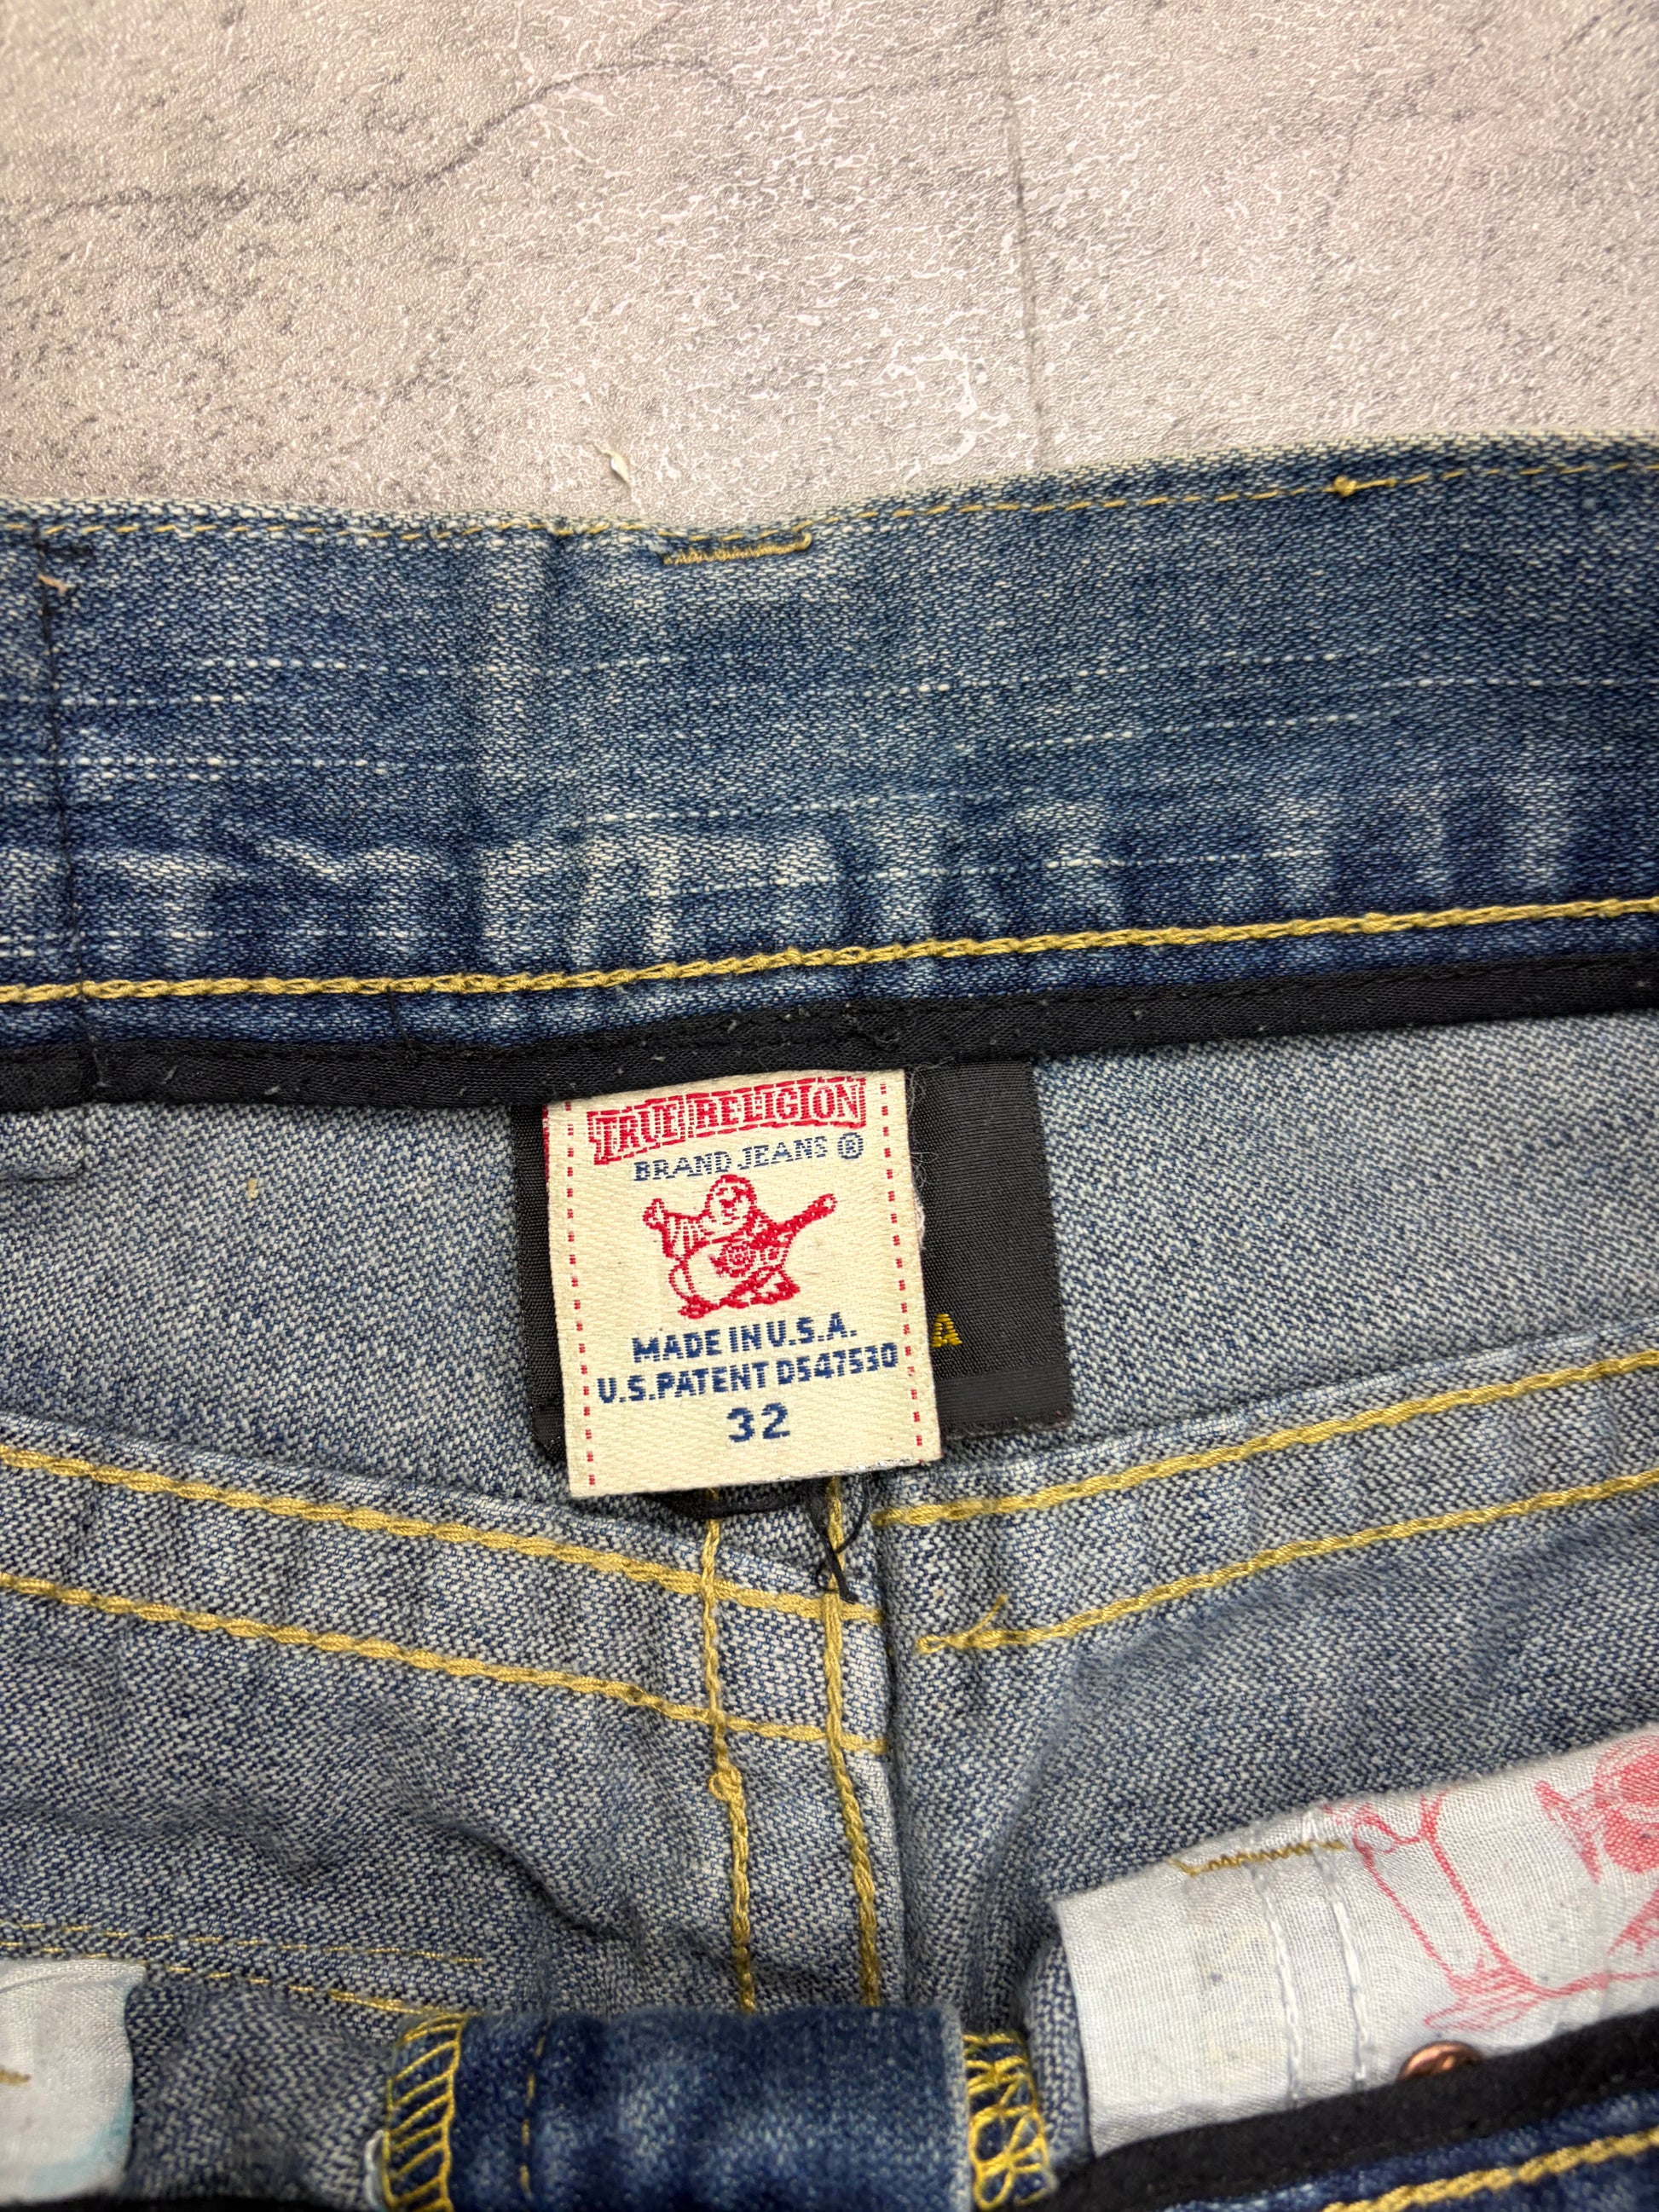 TRUE RELIGION
BRAND JEANS ®
MADE IN U.S.A.
U.S.PATENT D547530
32
A